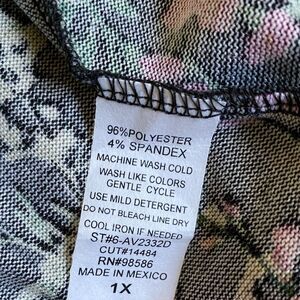 96% POLYESTER
4% SPANDEX
MACHINE WASH COLD
WASH LIKE COLORS
GENTLE CYCLE
USE MILD DETERGENT
DO NOT BLEACH LINE DRY
COOL IRON IF NEEDED
ST#6-AV2332D
CUT#14484
RN#98586
MADE IN MEXICO
1X